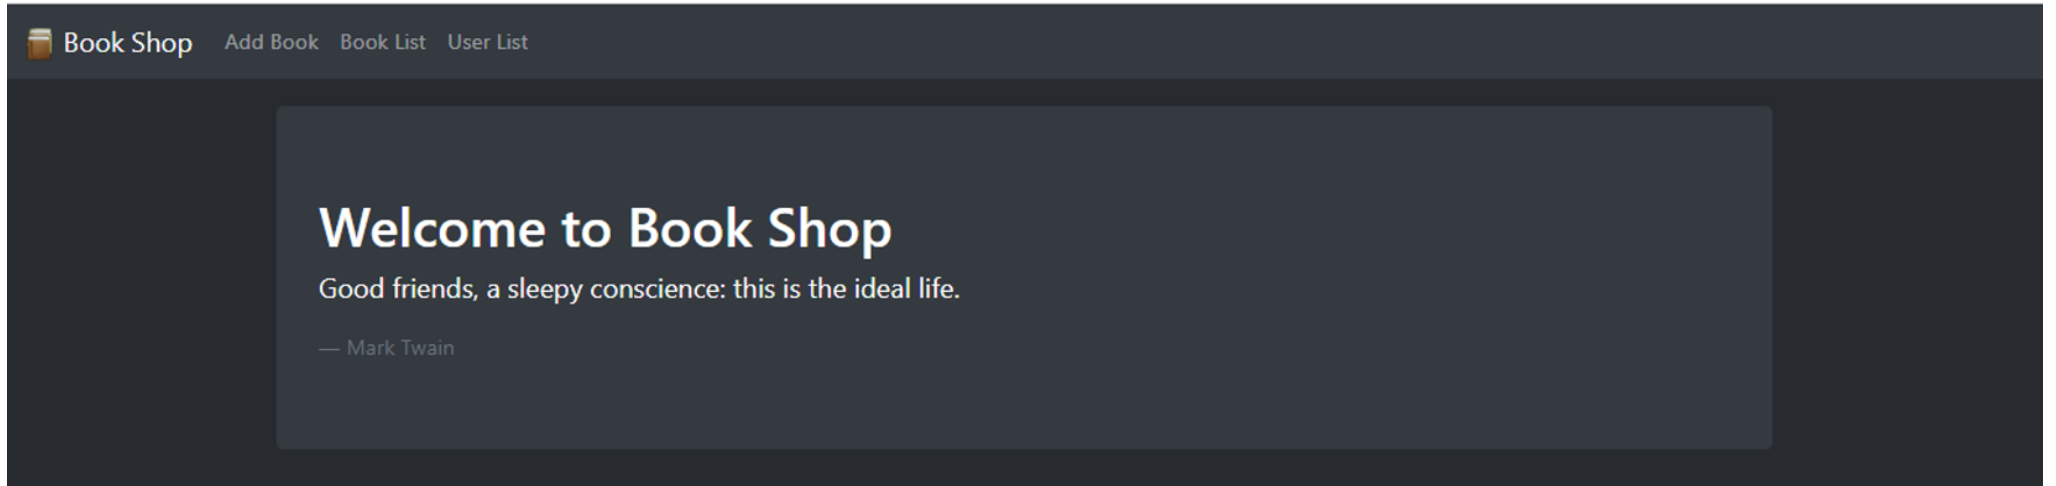 Book Shop Add Book Book List User List
Welcome to Book Shop
Good friends, a sleepy conscience: this is the ideal life.
— Mark Twain